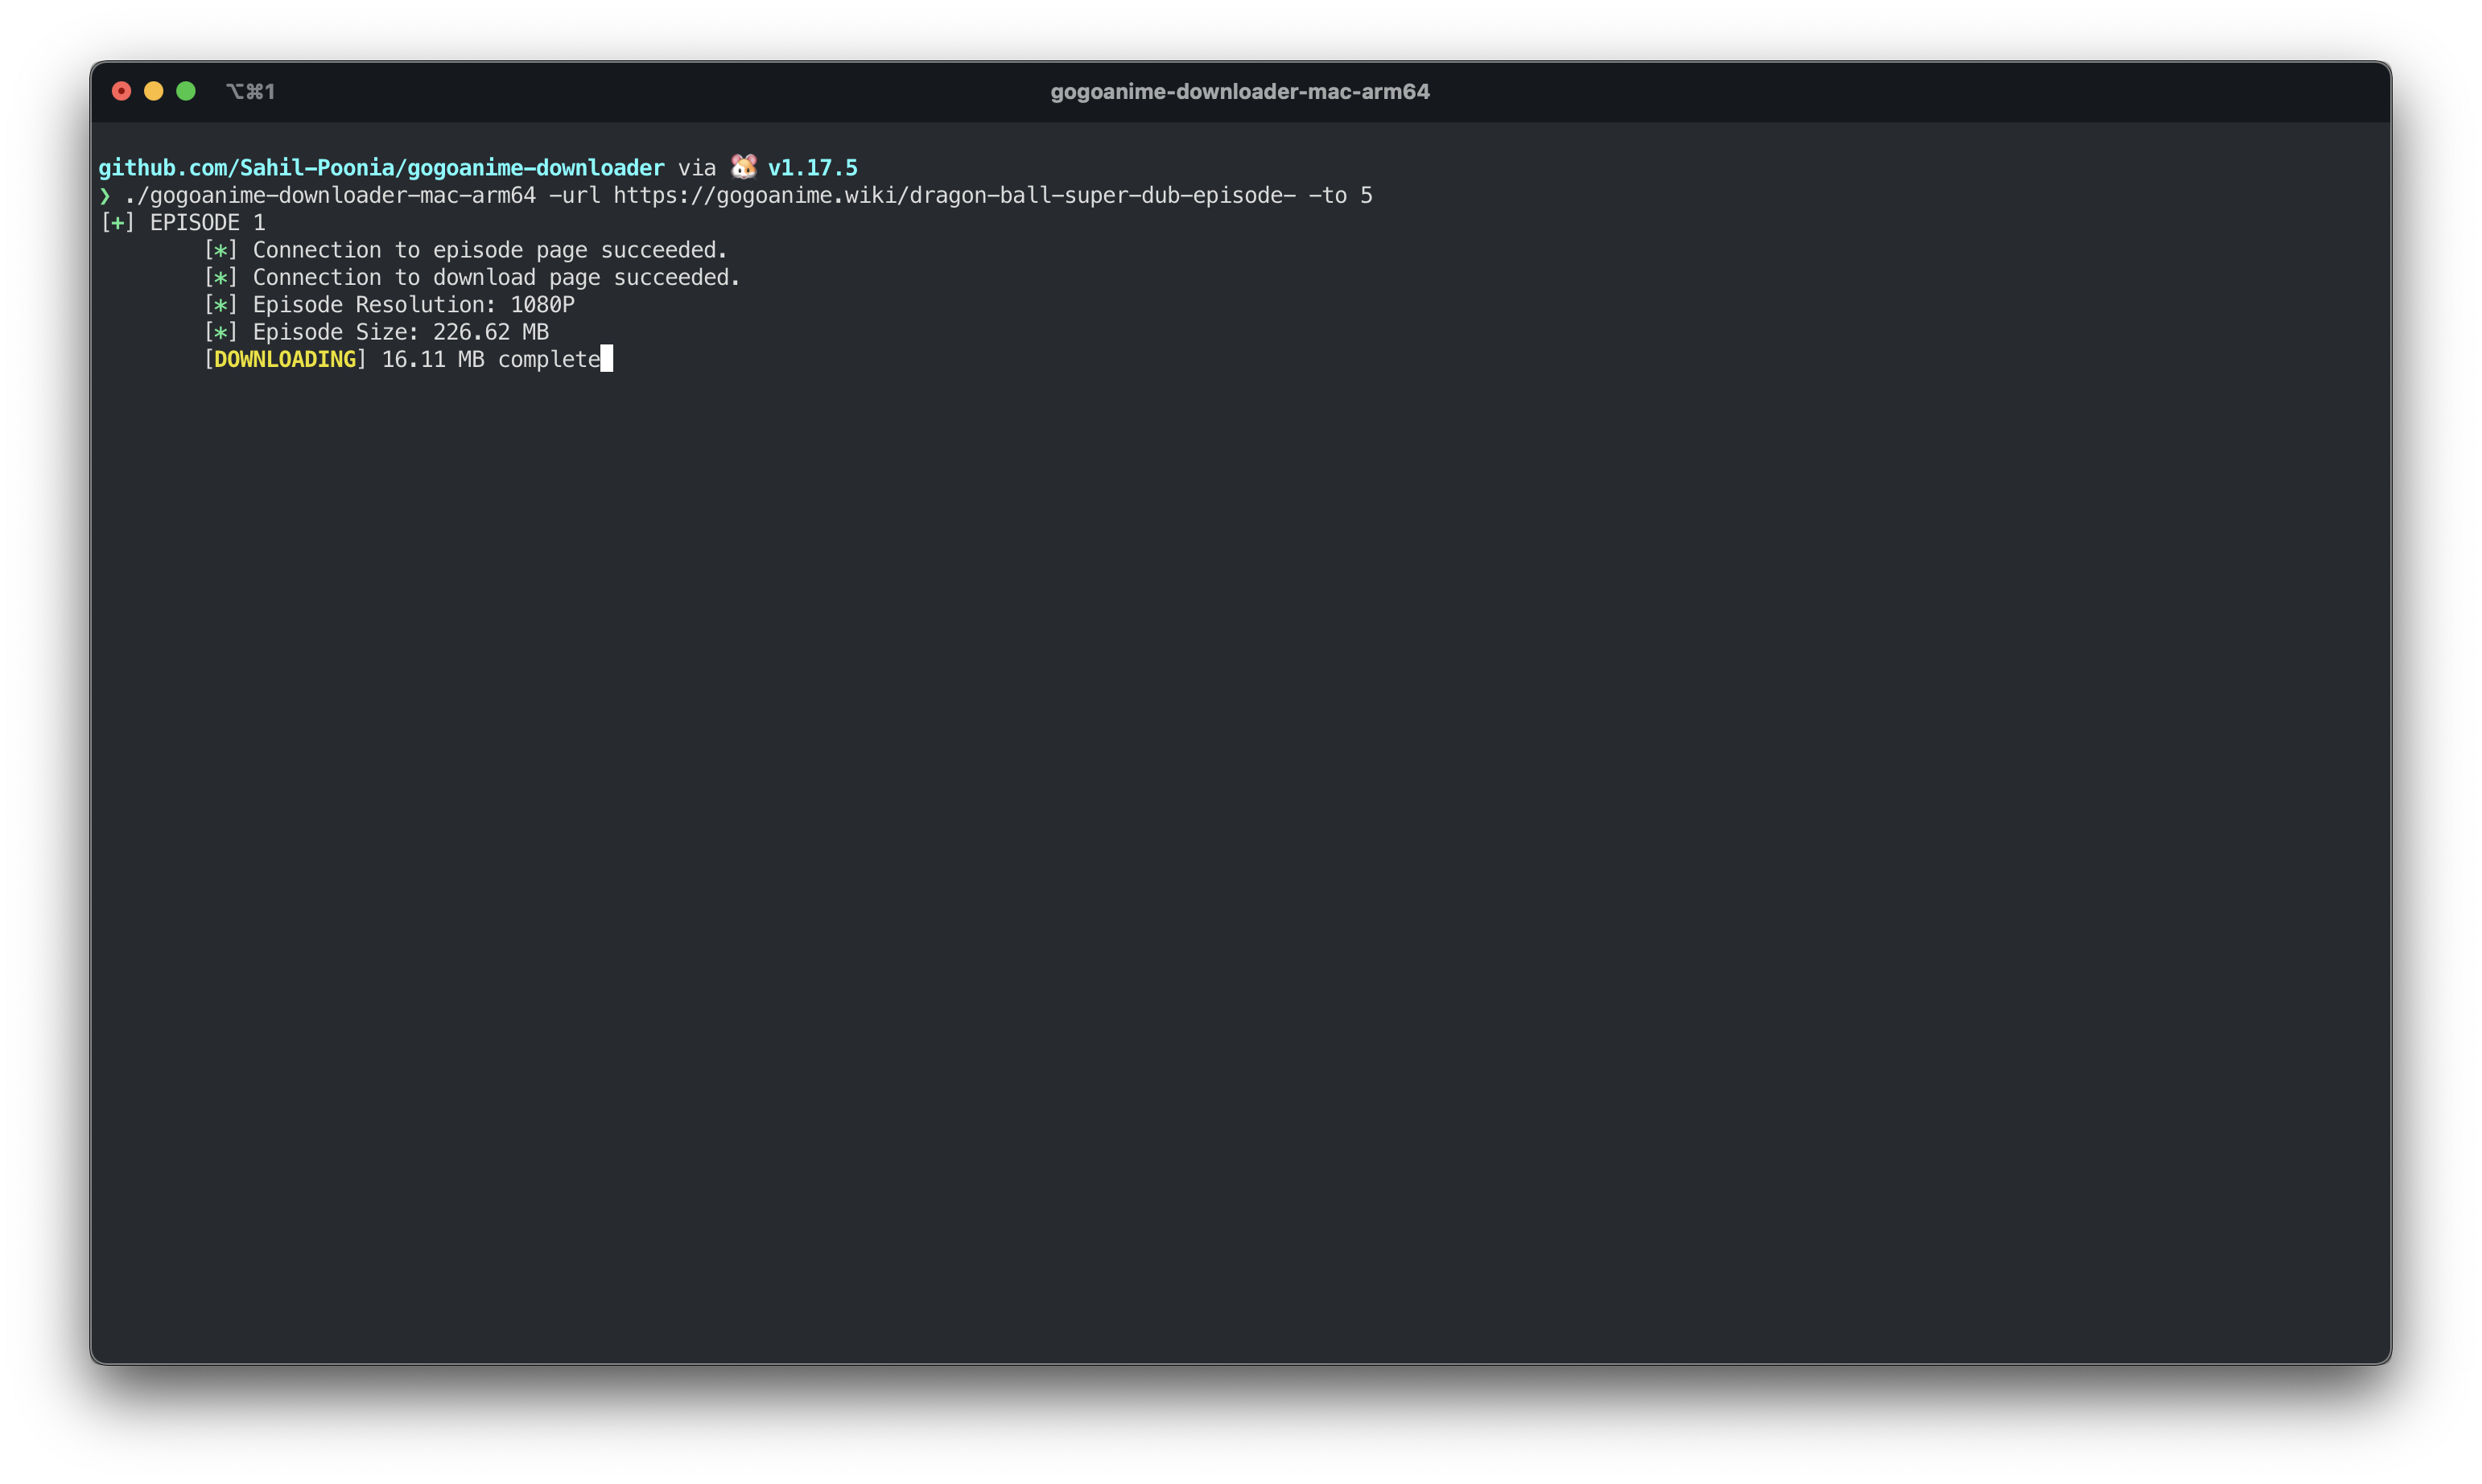 ⌥⌘1 gogoanime-downloader-mac-arm64
github.com/Sahil-Poonia/gogoanime-downloader via 🐹 v1.17.5
❯ ./gogoanime-downloader-mac-arm64 -url https://gogoanime.wiki/dragon-ball-super-dub-episode- -to 5
[+] EPISODE 1
[*] Connection to episode page succeeded.
[*] Connection to download page succeeded.
[*] Episode Resolution: 1080P
[*] Episode Size: 226.62 MB
[DOWNLOADING] 16.11 MB complete